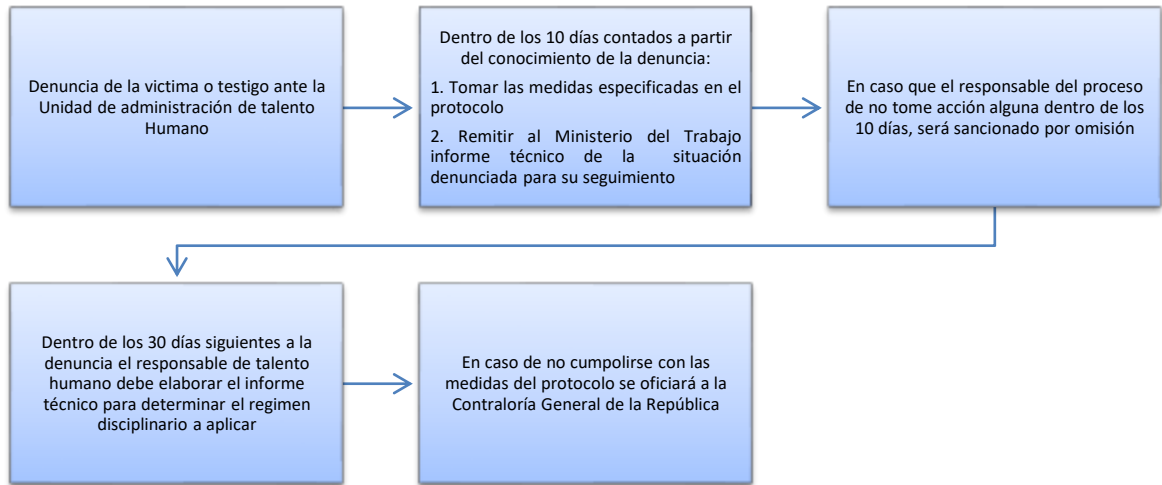 Denuncia de la victima o testigo ante la
Unidad de administración de talento
Humano
Dentro de los 10 días contados a partir
del conocimiento de la denuncia:
1. Tomar las medidas especificadas en el
protocolo
2. Remitir al Ministerio del Trabajo
informe técnico de la situación
denunciada para su seguimiento
En caso que el responsable del proceso
de no tome acción alguna dentro de los
10 días, será sancionado por omisión
Dentro de los 30 días siguientes a la
denuncia el responsable de talento
humano debe elaborar el informe
técnico para determinar el regimen
disciplinario a aplicar
En caso de no cumpolirse con las
medidas del protocolo se oficiará a la
Contraloría General de la República